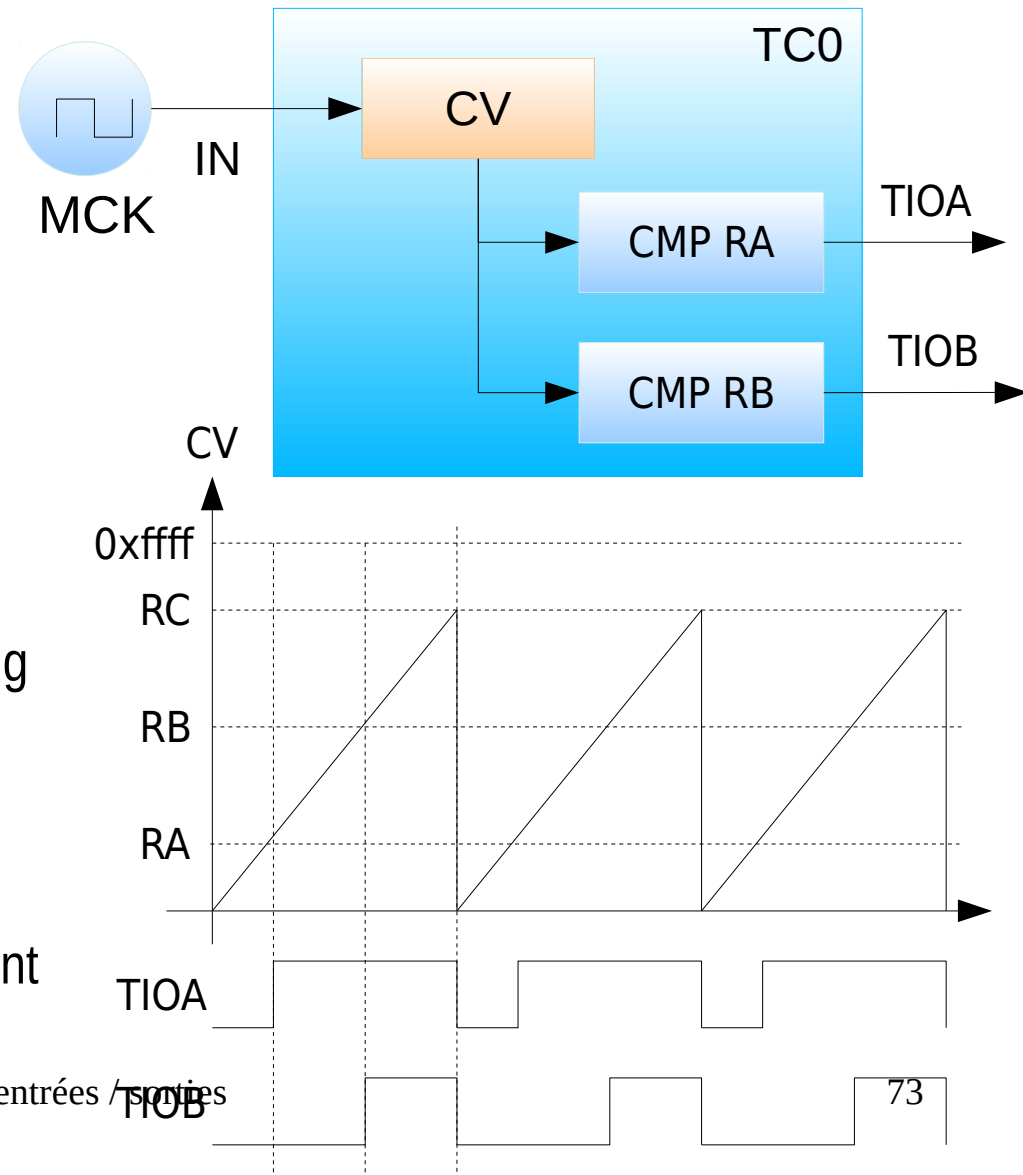 TC0
CV
IN
MCK
TIOA
CMP RA
TIOB
CMP RB
CV
0xffff
RC
g
RB
RA
nt
TIOA
entrées / sorties
TIOB
73